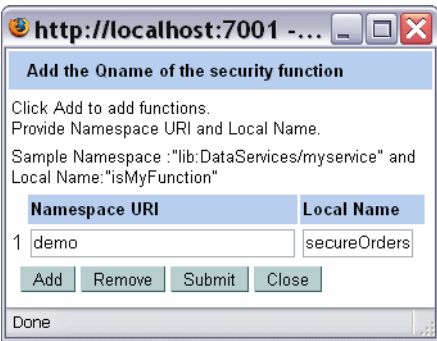 http://localhost:7001 -...
Add the Qname of the security function
Click Add to add functions.
Provide Namespace URI and Local Name.
Sample Namespace :"lib:DataServices/myservice" and
Local Name:"isMyFunction"
Namespace URI Local Name
1 demo secureOrders
Add Remove Submit Close
Done